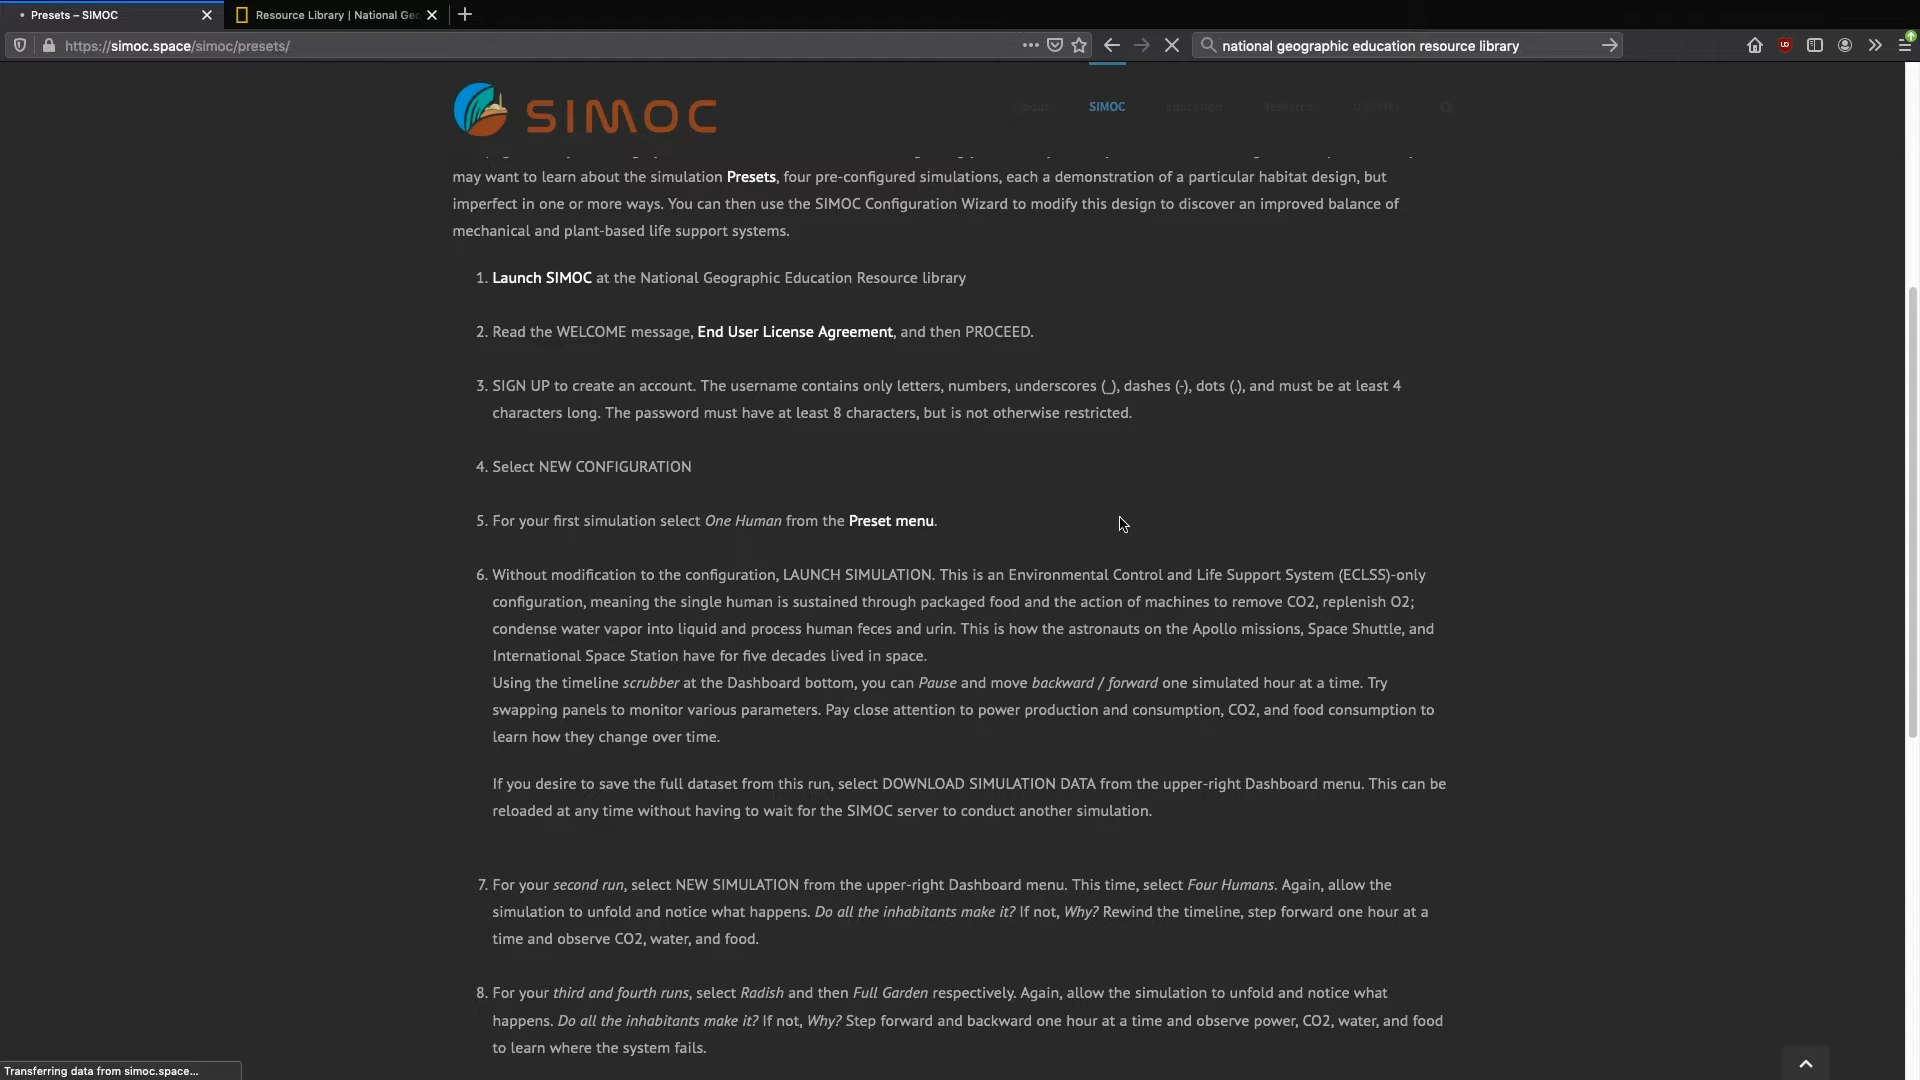 Presets – SIMOC
Resource Library | National Geo
https://simoc.space/simoc/presets/
national geographic education resource library
SIMOC
SIMOC
may want to learn about the simulation Presets, four pre-configured simulations, each a demonstration of a particular habitat design, but
imperfect in one or more ways. You can then use the SIMOC Configuration Wizard to modify this design to discover an improved balance of
mechanical and plant-based life support systems.
1. Launch SIMOC at the National Geographic Education Resource library
2. Read the WELCOME message, End User License Agreement, and then PROCEED.
3. SIGN UP to create an account. The username contains only letters, numbers, underscores (_), dashes (-), dots (.), and must be at least 4
characters long. The password must have at least 8 characters, but is not otherwise restricted.
4. Select NEW CONFIGURATION
5. For your first simulation select One Human from the Preset menu.
6. Without modification to the configuration, LAUNCH SIMULATION. This is an Environmental Control and Life Support System (ECLSS)-only
configuration, meaning the single human is sustained through packaged food and the action of machines to remove CO2, replenish O2;
condense water vapor into liquid and process human feces and urin. This is how the astronauts on the Apollo missions, Space Shuttle, and
International Space Station have for five decades lived in space.
Using the timeline scrubber at the Dashboard bottom, you can Pause and move backward / forward one simulated hour at a time. Try
swapping panels to monitor various parameters. Pay close attention to power production and consumption, CO2, and food consumption to
learn how they change over time.
If you desire to save the full dataset from this run, select DOWNLOAD SIMULATION DATA from the upper-right Dashboard menu. This can be
reloaded at any time without having to wait for the SIMOC server to conduct another simulation.
7. For your second run, select NEW SIMULATION from the upper-right Dashboard menu. This time, select Four Humans. Again, allow the
simulation to unfold and notice what happens. Do all the inhabitants make it? If not, Why? Rewind the timeline, step forward one hour at a
time and observe CO2, water, and food.
8. For your third and fourth runs, select Radish and then Full Garden respectively. Again, allow the simulation to unfold and notice what
happens. Do all the inhabitants make it? If not, Why? Step forward and backward one hour at a time and observe power, CO2, water, and food
to learn where the system fails.
Transferring data from simoc.space...